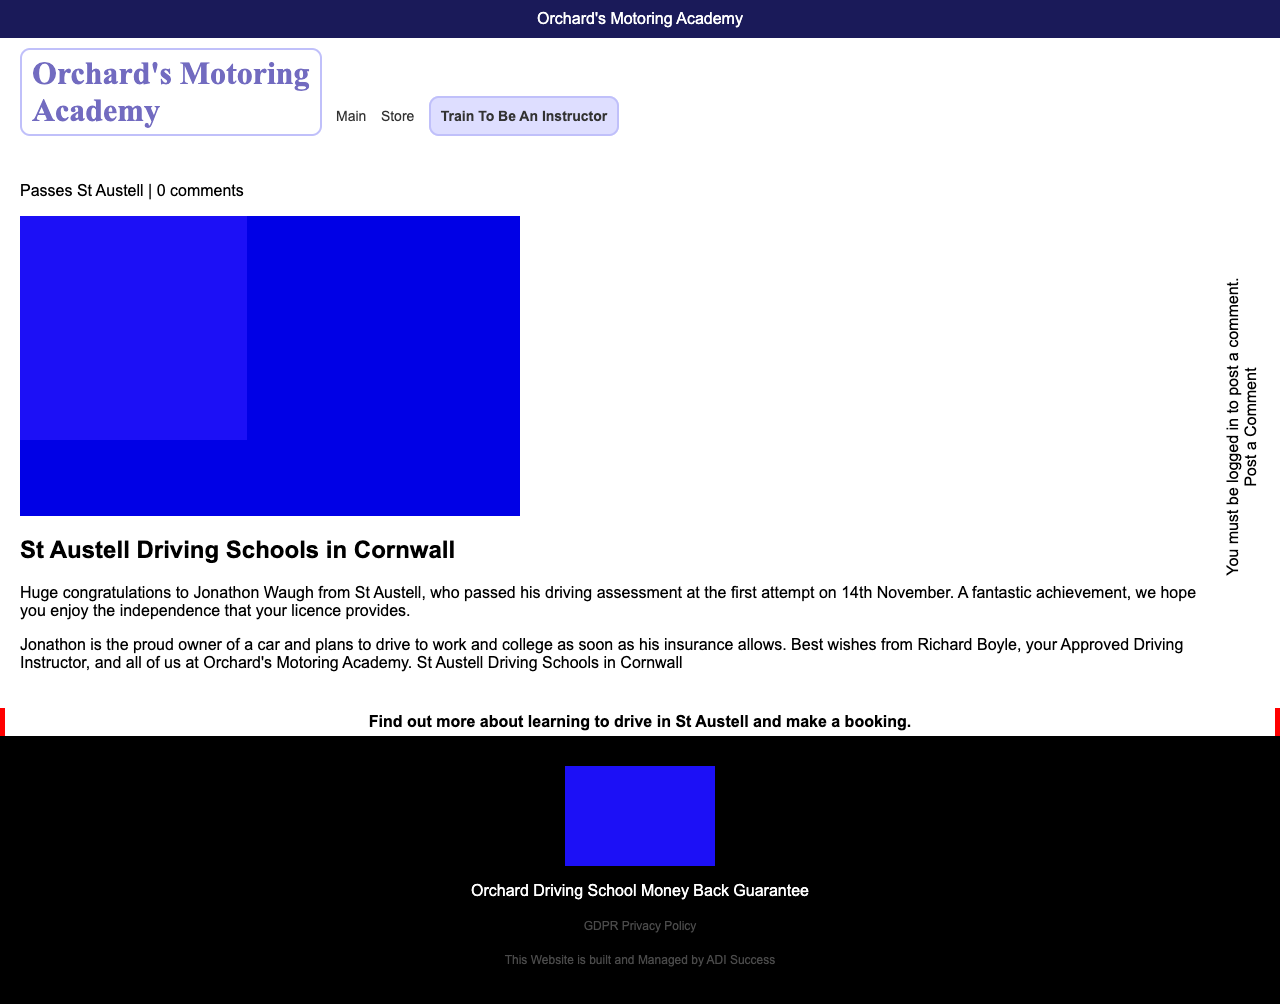 Orchard's Motoring Academy
Orchard's Motoring
Academy
Main
Store
Train To Be An Instructor
Passes St Austell | 0 comments
St Austell Driving Schools in Cornwall
Huge congratulations to Jonathon Waugh from St Austell, who passed his driving assessment at the first attempt on 14th November. A fantastic achievement, we hope
you enjoy the independence that your licence provides.
Jonathon is the proud owner of a car and plans to drive to work and college as soon as his insurance allows. Best wishes from Richard Boyle, your Approved Driving
Instructor, and all of us at Orchard's Motoring Academy. St Austell Driving Schools in Cornwall
You must be logged in to post a comment.
Post a Comment
Find out more about learning to drive in St Austell and make a booking.
Orchard Driving School Money Back Guarantee
GDPR Privacy Policy
This Website is built and Managed by ADI Success